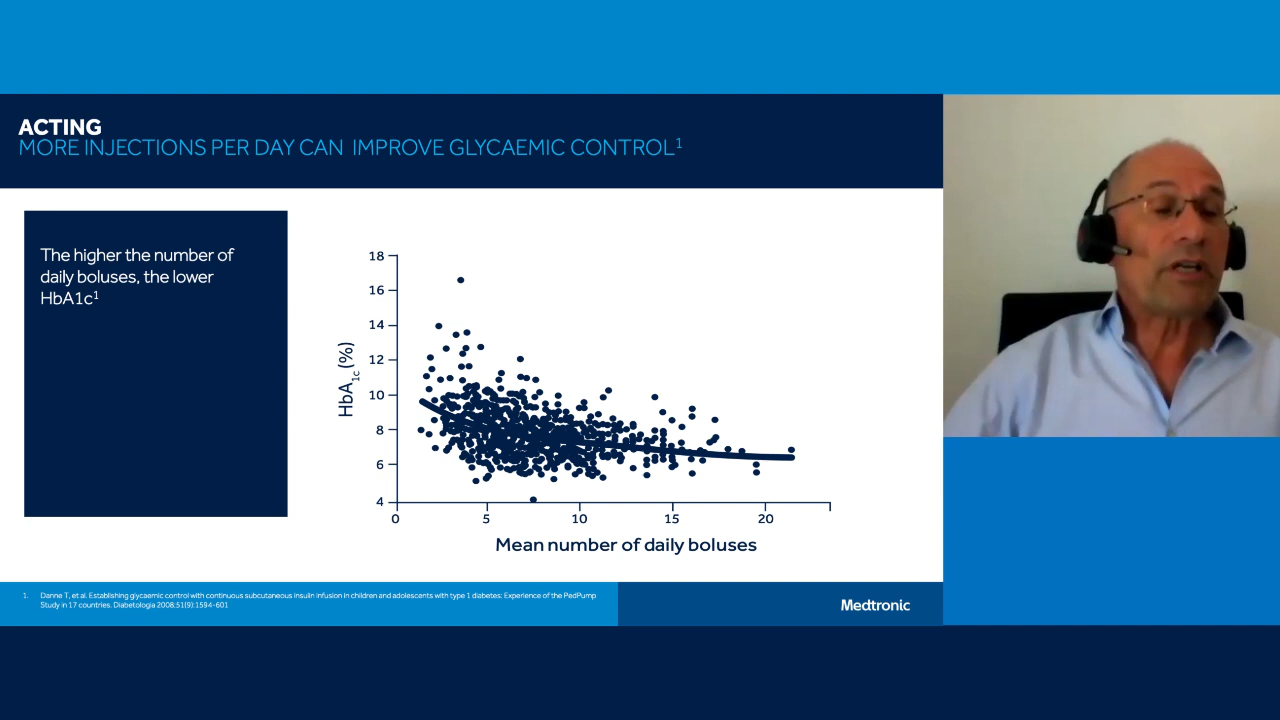 ACTING
MORE INJECTIONS PER DAY CAN IMPROVE GLYCAEMIC CONTROL1
The higher the number of
daily boluses, the lower
HbA1c1
18
16
14
12
10
8
6
4
HbA1c (%)
0 5 10 15 20
Mean number of daily boluses
1. Danne T, et al. Establishing glycaemic control with continuous subcutaneous insulin infusion in children and adolescents with type 1 diabetes: Experience of the PedPump
Study in 17 countries. Diabetologia 2008;51(9):1594-601
Medtronic